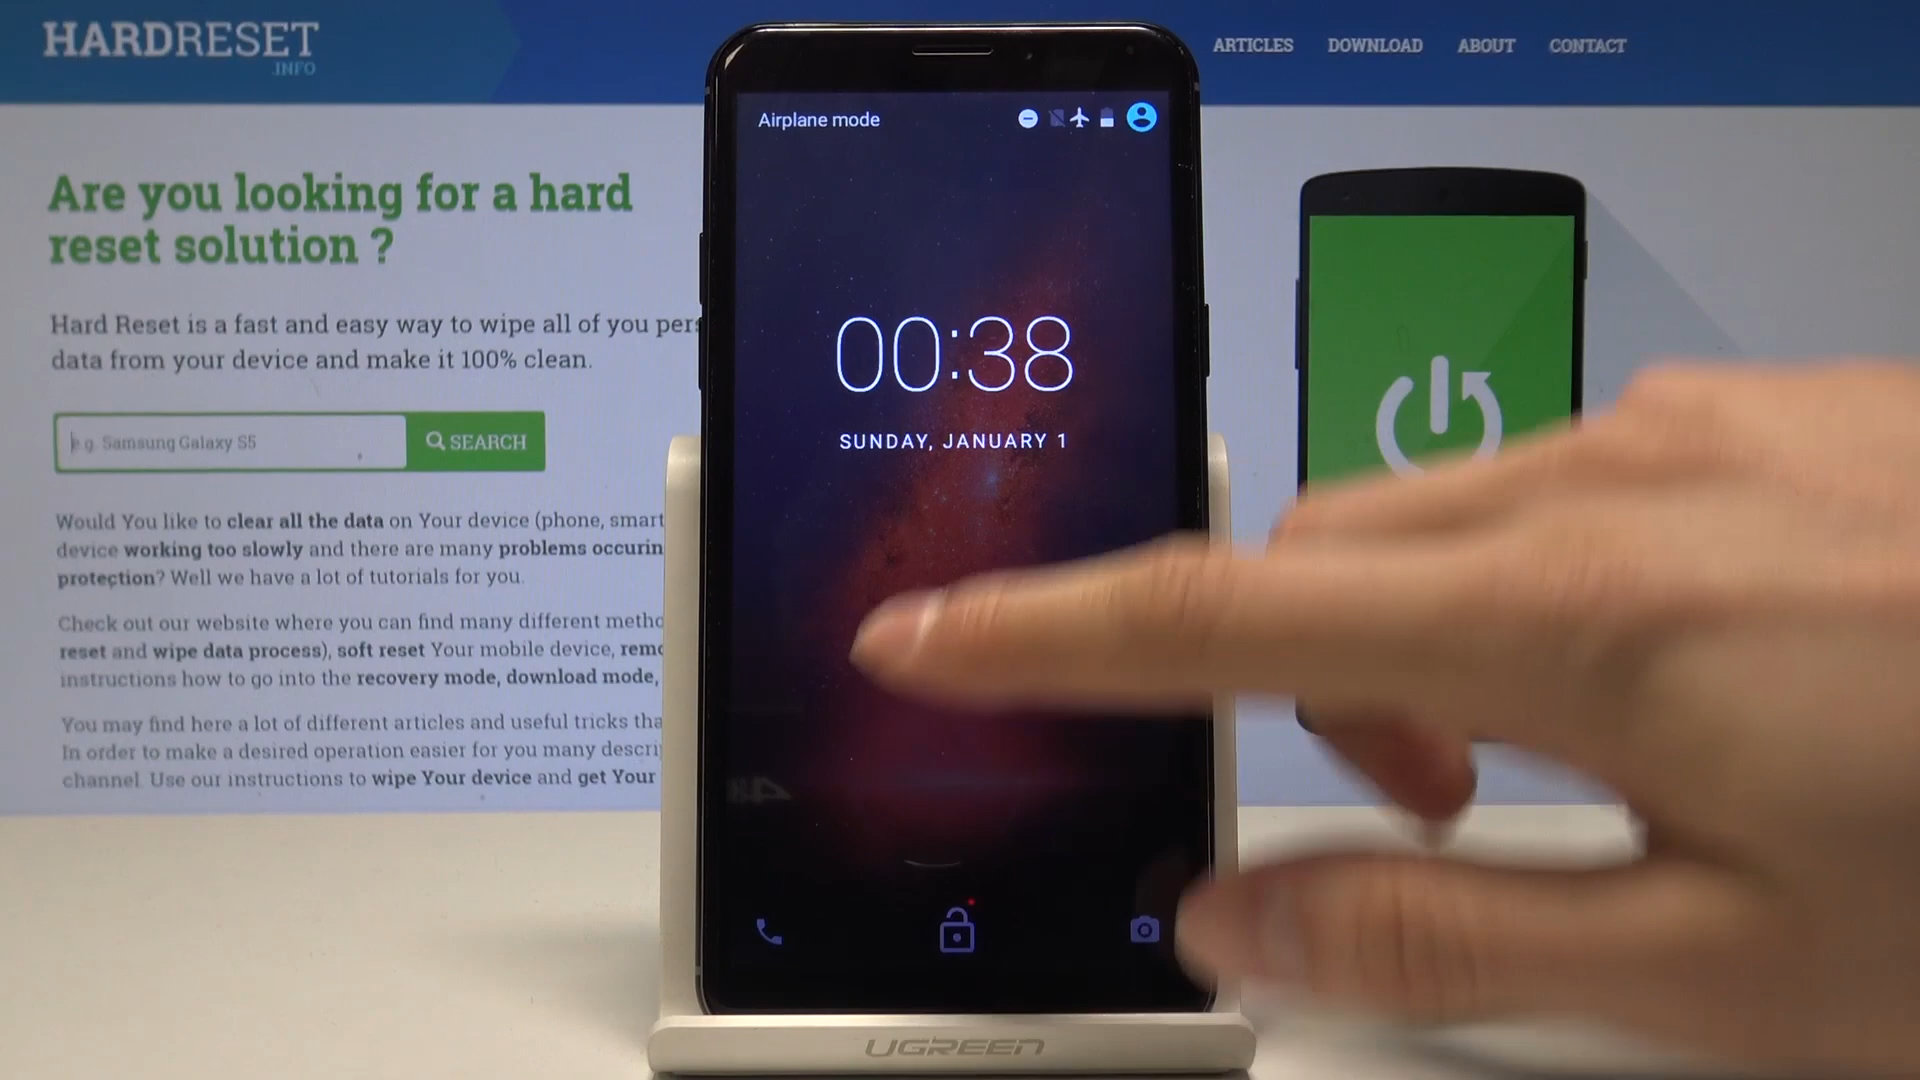 HARDRESET
.INFO
ARTICLES DOWNLOAD ABOUT CONTACT
Are you looking for a hard
reset solution ?
Hard Reset is a fast and easy way to wipe all of you pers
data from your device and make it 100% clean.
e.g. Samsung Galaxy S5
SEARCH
Would You like to clear all the data on Your device (phone, smart
device working too slowly and there are many problems occurin
protection? Well we have a lot of tutorials for you.
Check out our website where you can find many different metho
reset and wipe data process), soft reset Your mobile device, remo
instructions how to go into the recovery mode, download mode,
You may find here a lot of different articles and useful tricks tha
In order to make a desired operation easier for you many descri
channel. Use our instructions to wipe Your device and get Your
Airplane mode
00:38
SUNDAY, JANUARY 1
UGREEN